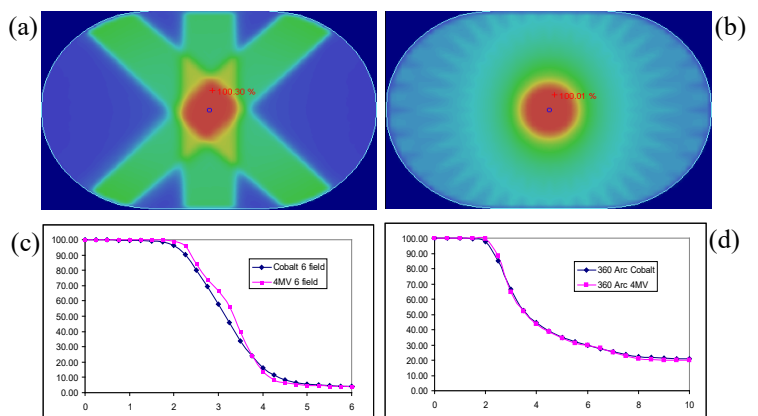 (a)
+100.30 %
(b)
+100.01 %
(c)
100.00
90.00
80.00
70.00
60.00
50.00
40.00
30.00
20.00
10.00
0.00
0 1 2 3 4 5 6
Cobalt 6 field
4MV 6 field
(d)
100.00
90.00
80.00
70.00
60.00
50.00
40.00
30.00
20.00
10.00
0.00
0 2 4 6 8 10
360 Arc Cobalt
360 Arc 4MV